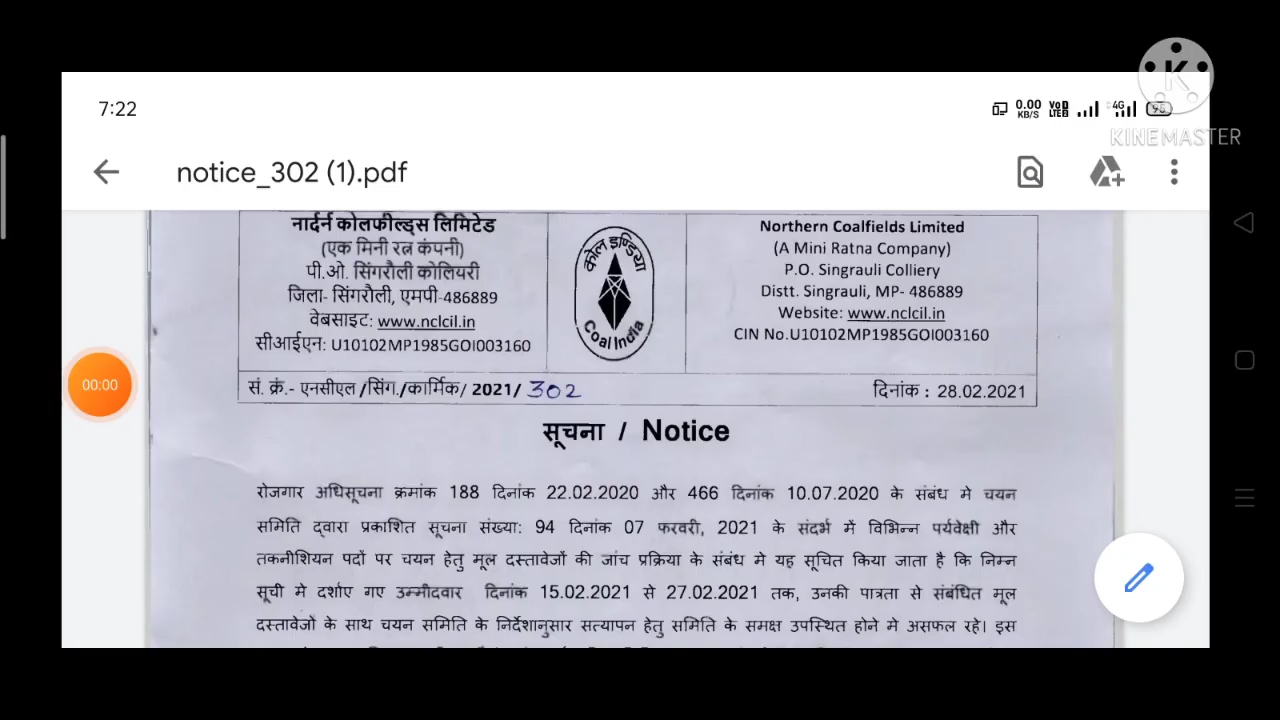 7:22
0.00 KB/S VoD LTE2 4G 95
KINEMASTER
notice_302 (1).pdf
नार्दर्न कोलफील्ड्स लिमिटेड
(एक मिनी रत्न कंपनी)
पी.ओ. सिंगरौली कोलियरी
जिला- सिंगरौली, एमपी-486889
वेबसाइट: www.nclcil.in
सीआईएन: U10102MP1985GOI003160
कोल इण्डिया
Coal India
Northern Coalfields Limited
(A Mini Ratna Company)
P.O. Singrauli Colliery
Distt. Singrauli, MP- 486889
Website: www.nclcil.in
CIN No.U10102MP1985GOI003160
सं. क्रं.- एनसीएल /सिंग./कार्मिक/ 2021/ 302 दिनांक : 28.02.2021
00:00
सूचना / Notice
रोजगार अधिसूचना क्रमांक 188 दिनांक 22.02.2020 और 466 दिनांक 10.07.2020 के संबंध मे चयन
समिति द्वारा प्रकाशित सूचना संख्या: 94 दिनांक 07 फरवरी, 2021 के संदर्भ में विभिन्न पर्यवेक्षी और
तकनीशियन पदों पर चयन हेतु मूल दस्तावेजों की जांच प्रक्रिया के संबंध मे यह सूचित किया जाता है कि निम्न
सूची मे दर्शाए गए उम्मीदवार दिनांक 15.02.2021 से 27.02.2021 तक, उनकी पात्रता से संबंधित मूल
दस्तावेजों के साथ चयन समिति के निर्देशानुसार सत्यापन हेतु समिति के समक्ष उपस्थित होने मे असफल रहे। इस